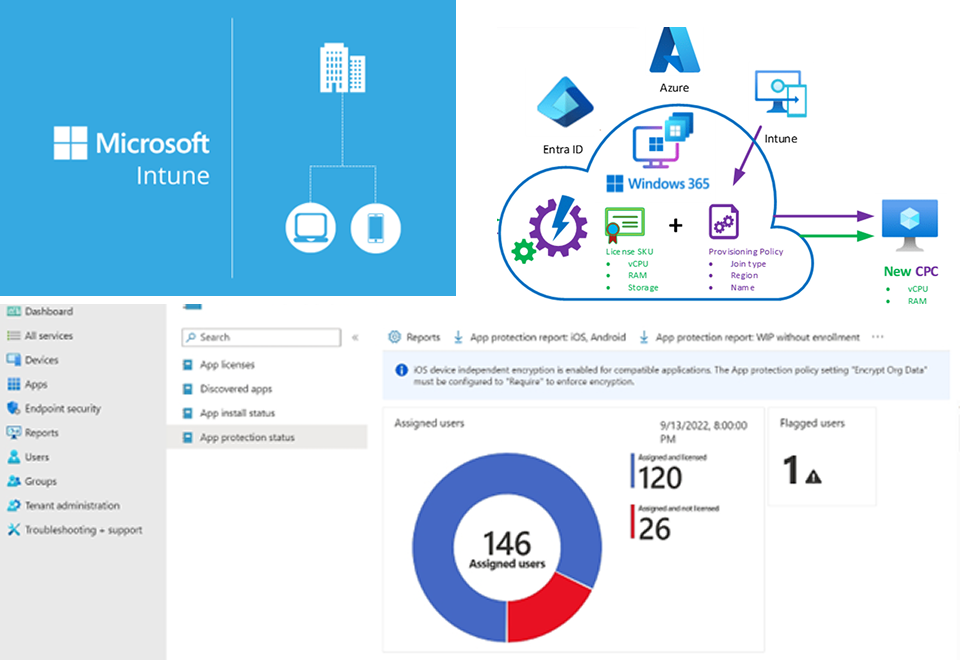 Microsoft
Intune
Azure
Entra ID
Intune
Windows 365
License SKU
• vCPU
• RAM
• Storage
+
Provisioning Policy
• Join type
• Region
• Name
New CPC
• vCPU
• RAM
Dashboard
All services
Devices
Apps
Endpoint security
Reports
Users
Groups
Tenant administration
Troubleshooting + support
Search
«
App licenses
Discovered apps
App install status
App protection status
Reports
App protection report: iOS, Android
App protection report: WIP without enrollment
...
iOS device independent encryption is enabled for compatible applications. The App protection policy setting "Encrypt Org Data"
must be configured to "Require" to enforce encryption.
Assigned users
9/13/2022, 8:00:00
PM
146
Assigned users
Assigned and licensed
120
Assigned and not licensed
26
Flagged users
1